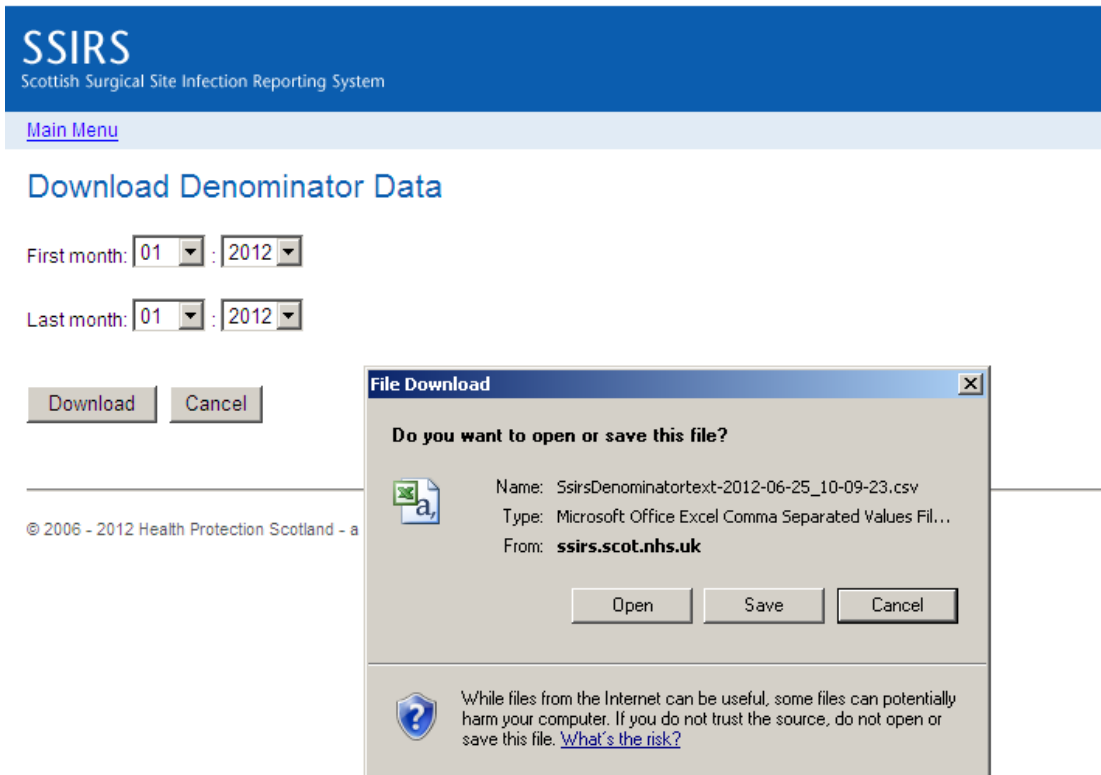 SSIRS
Scottish Surgical Site Infection Reporting System
Main Menu
Download Denominator Data
First month: 01 : 2012
Last month: 01 : 2012
Download Cancel
© 2006 - 2012 Health Protection Scotland - a
File Download
Do you want to open or save this file?
Name: SsirsDenominatortext-2012-06-25_10-09-23.csv
Type: Microsoft Office Excel Comma Separated Values Fil...
From: ssirs.scot.nhs.uk
Open Save Cancel
While files from the Internet can be useful, some files can potentially
harm your computer. If you do not trust the source, do not open or
save this file. What's the risk?